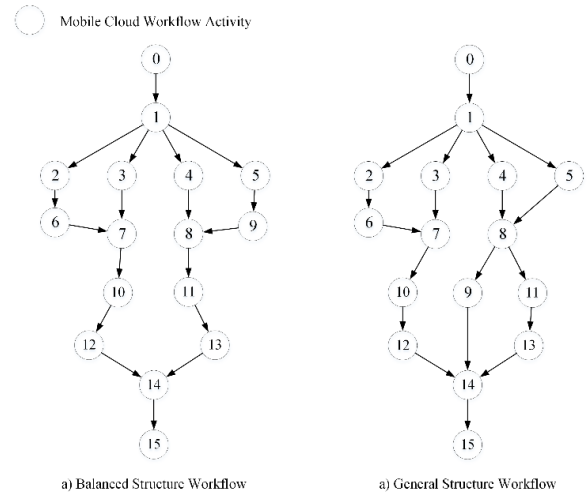 Mobile Cloud Workflow Activity
0 0
1 1
2 3 4 5 2 3 4 5
6 7 8 9 6 7 8
10 11 10 9 11
12 13 12 13
14 14
15 15
a) Balanced Structure Workflow a) General Structure Workflow